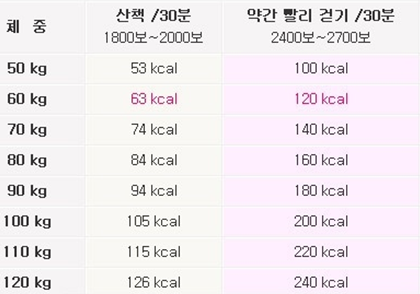 체 중 산책 /30분 약간 빨리 걷기 /30분
1800보~2000보 2400보~2700보
50 kg 53 kcal 100 kcal
60 kg 63 kcal 120 kcal
70 kg 74 kcal 140 kcal
80 kg 84 kcal 160 kcal
90 kg 94 kcal 180 kcal
100 kg 105 kcal 200 kcal
110 kg 115 kcal 220 kcal
120 kg 126 kcal 240 kcal